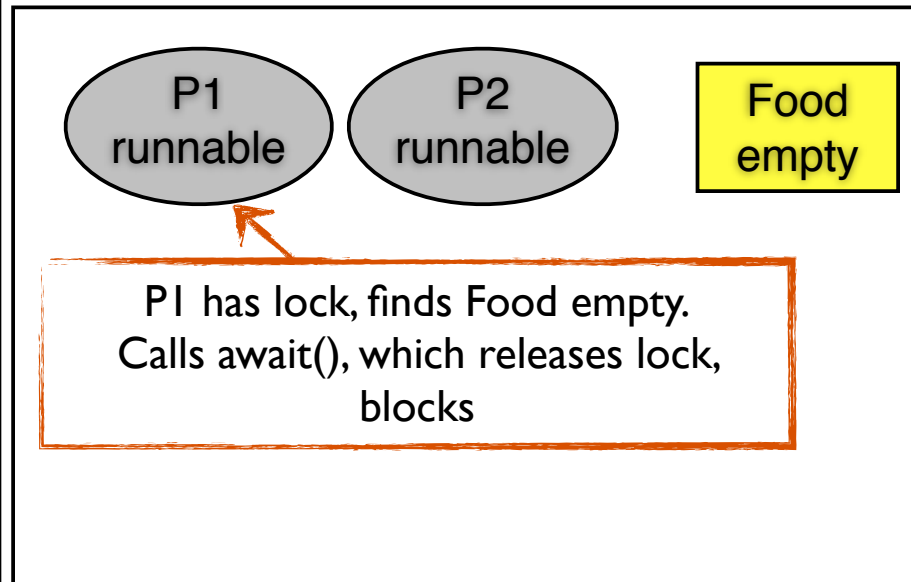 P1
runnable
P2
runnable
Food
empty
P1 has lock, finds Food empty.
Calls await(), which releases lock,
blocks